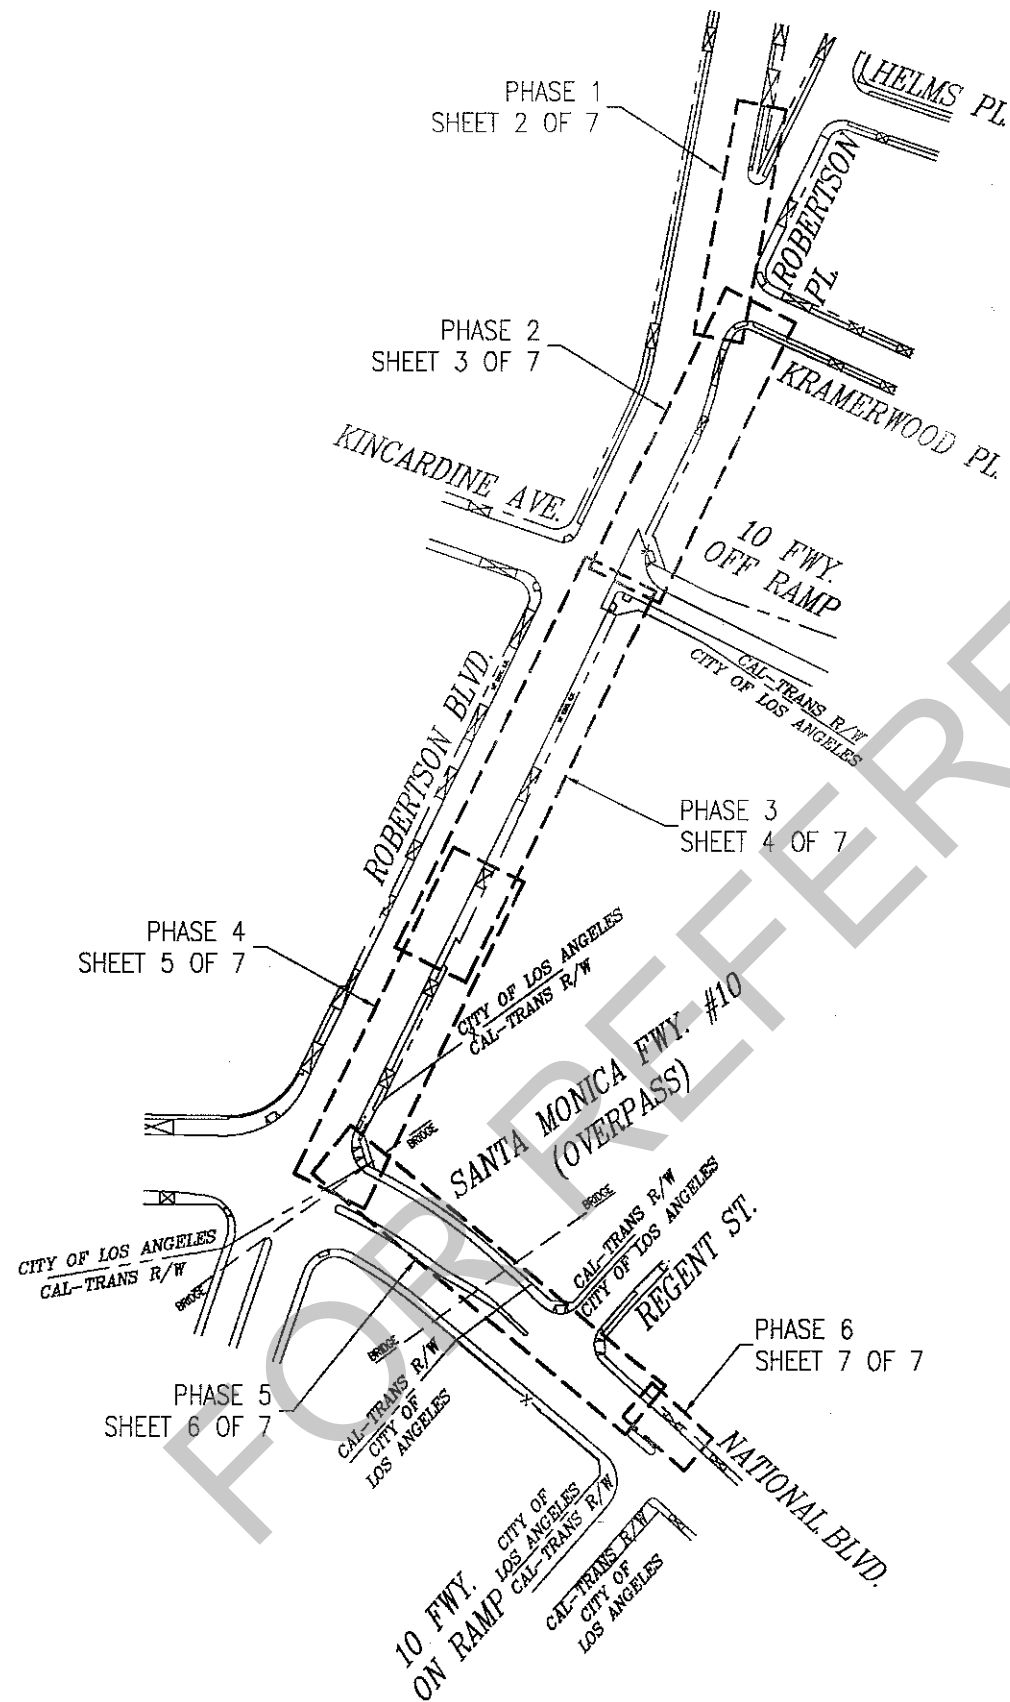 PHASE 1
SHEET 2 OF 7
HELMS PL.
ROBERTSON
PL.
PHASE 2
SHEET 3 OF 7
KRAMERWOOD PL.
KINCARDINE AVE.
10 FWY.
OFF RAMP
CAL-TRANS R/W
CITY OF LOS ANGELES
ROBERTSON BLVD.
PHASE 3
SHEET 4 OF 7
PHASE 4
SHEET 5 OF 7
CITY OF LOS ANGELES
CAL-TRANS R/W
SANTA MONICA FWY. #10
(OVERPASS)
BRIDGE
BRIDGE
CAL-TRANS R/W
CITY OF LOS ANGELES
REGENT ST.
CITY OF LOS ANGELES
CAL-TRANS R/W
BRIDGE
BRIDGE
PHASE 6
SHEET 7 OF 7
PHASE 5
SHEET 6 OF 7
CAL-TRANS R/W
CITY OF
LOS ANGELES
NATIONAL BLVD.
10 FWY.
ON RAMP
CITY OF
LOS ANGELES
CAL-TRANS R/W
CAL-TRANS R/W
CITY OF
LOS ANGELES
FOR REFERE